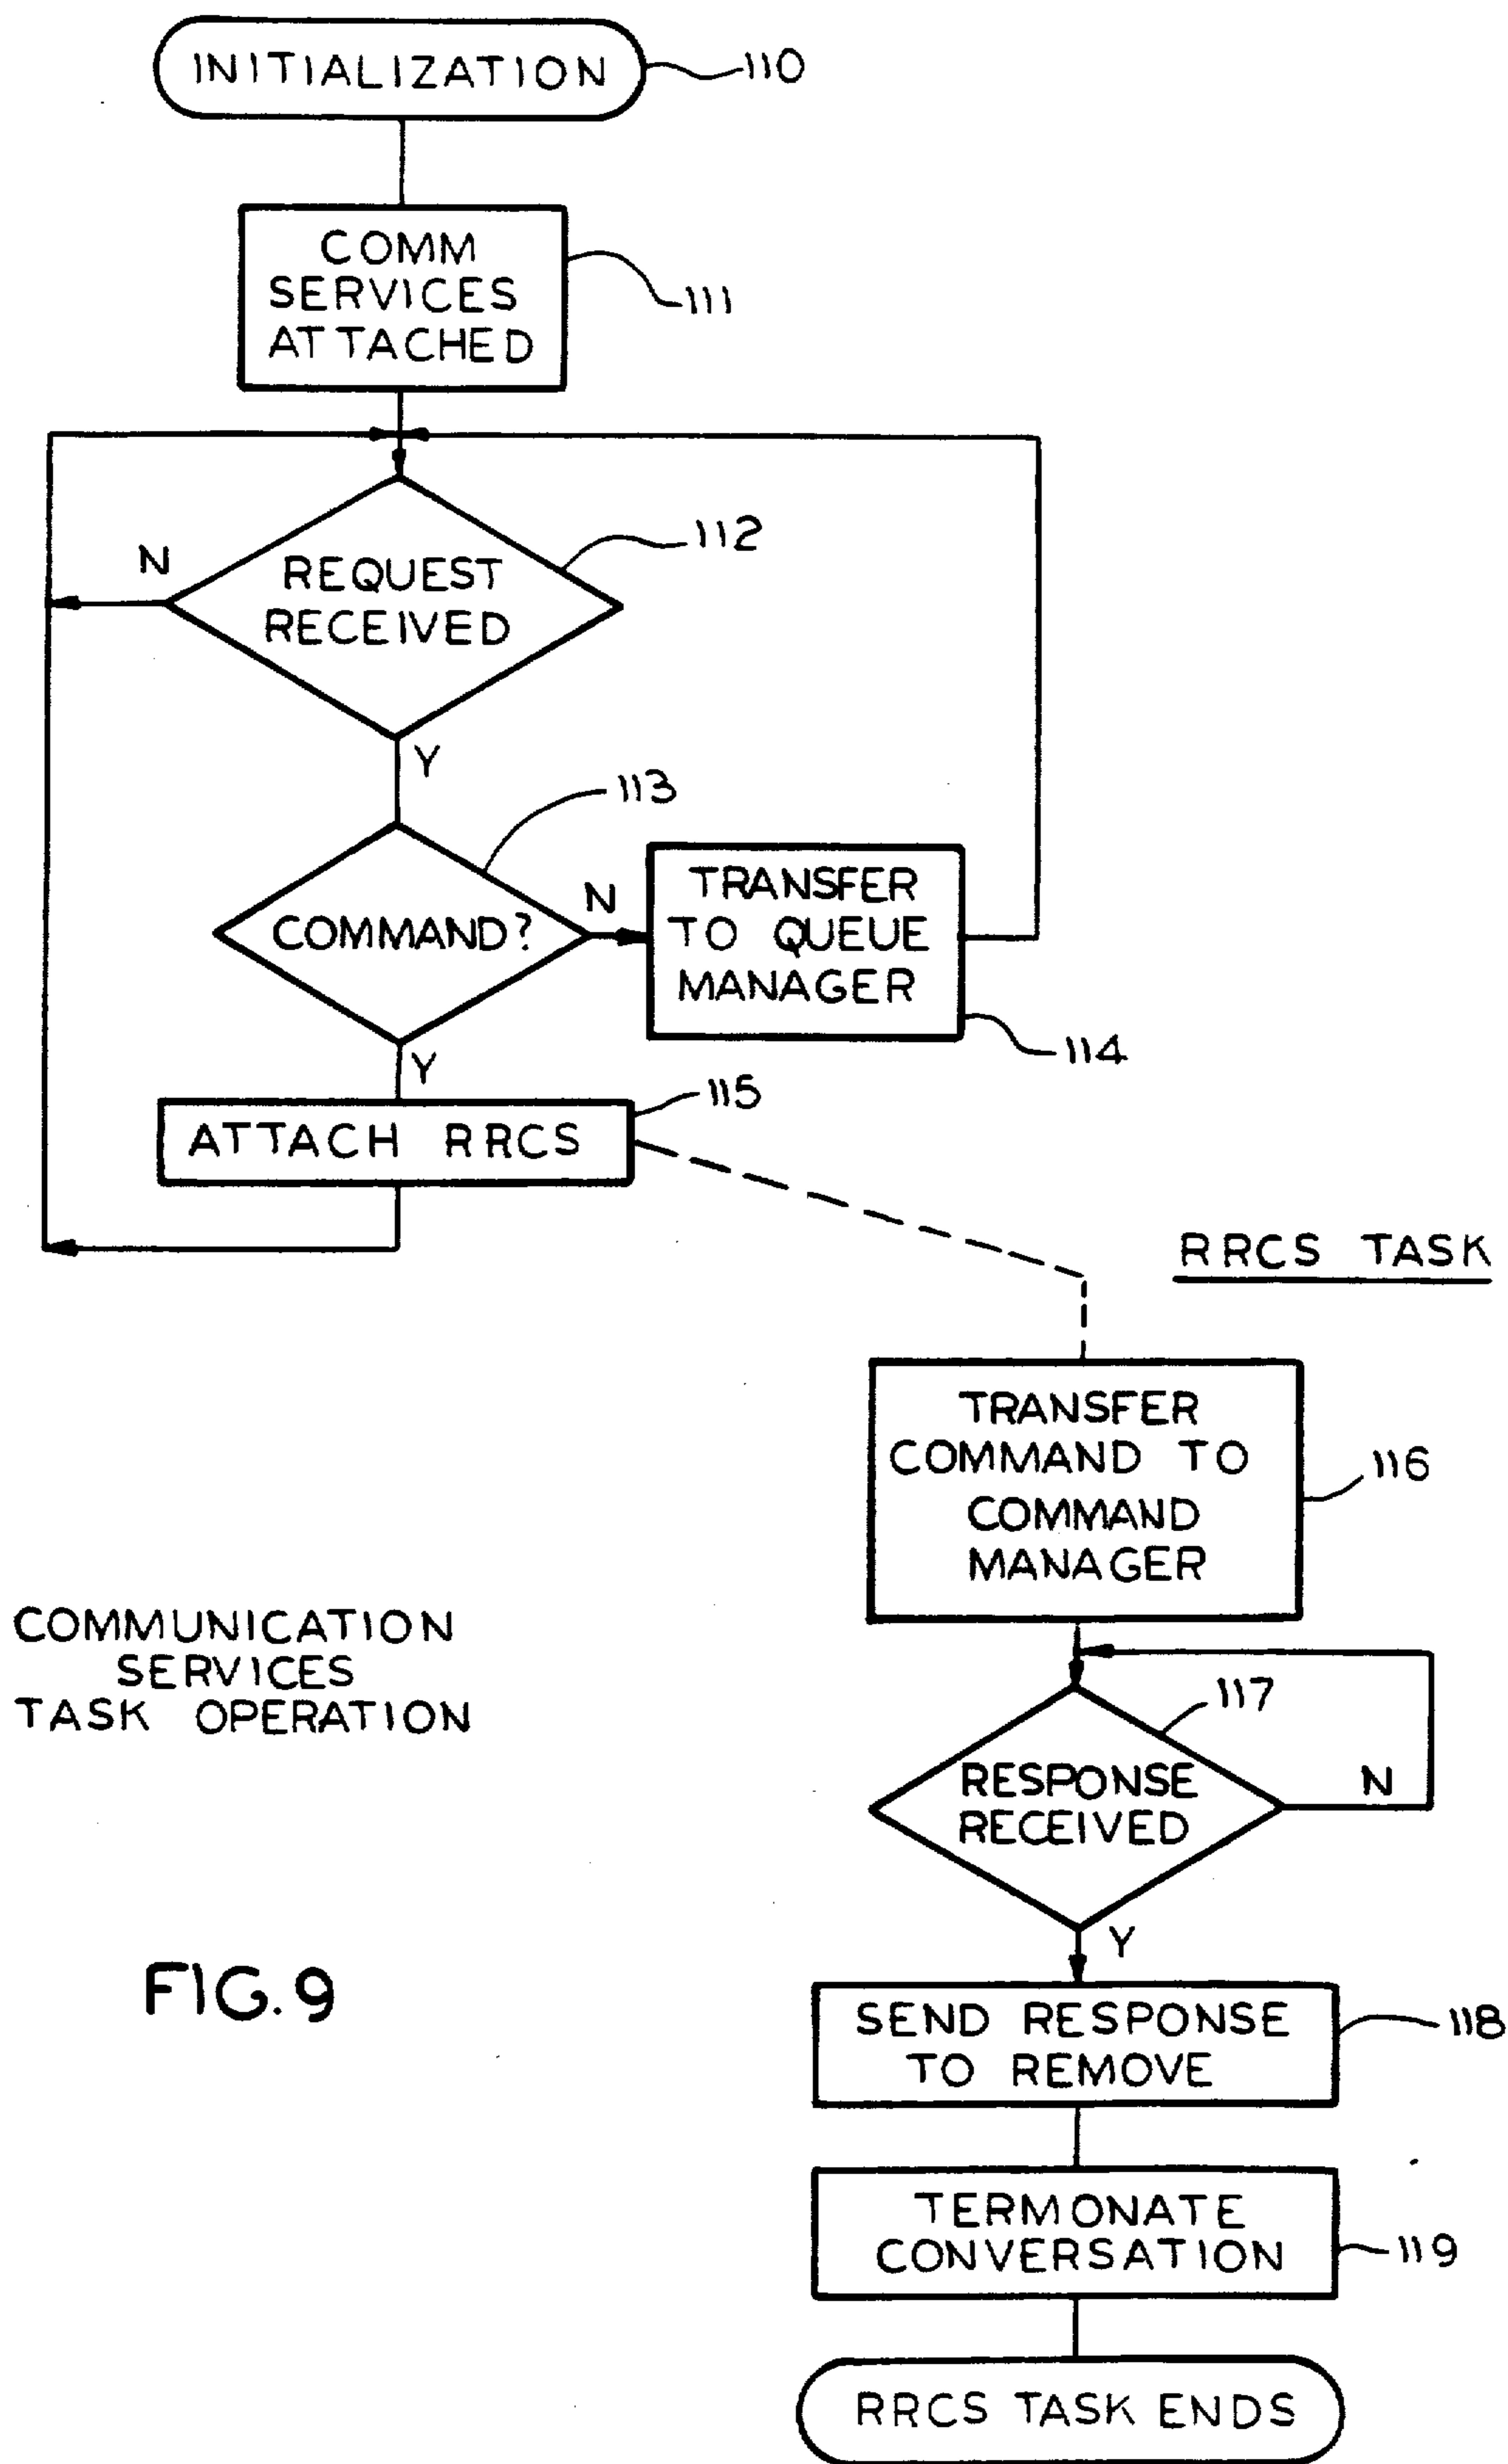 INITIALIZATION
110
COMM
SERVICES
ATTACHED
111
N
REQUEST
RECEIVED
112
Y
113
COMMAND?
N
TRANSFER
TO QUEUE
MANAGER
114
Y
115
ATTACH RRCS
RRCS TASK
TRANSFER
COMMAND TO
COMMAND
MANAGER
116
COMMUNICATION
SERVICES
TASK OPERATION
117
RESPONSE
RECEIVED
N
Y
FIG. 9
SEND RESPONSE
TO REMOVE
118
TERMONATE
CONVERSATION
119
RRCS TASK ENDS